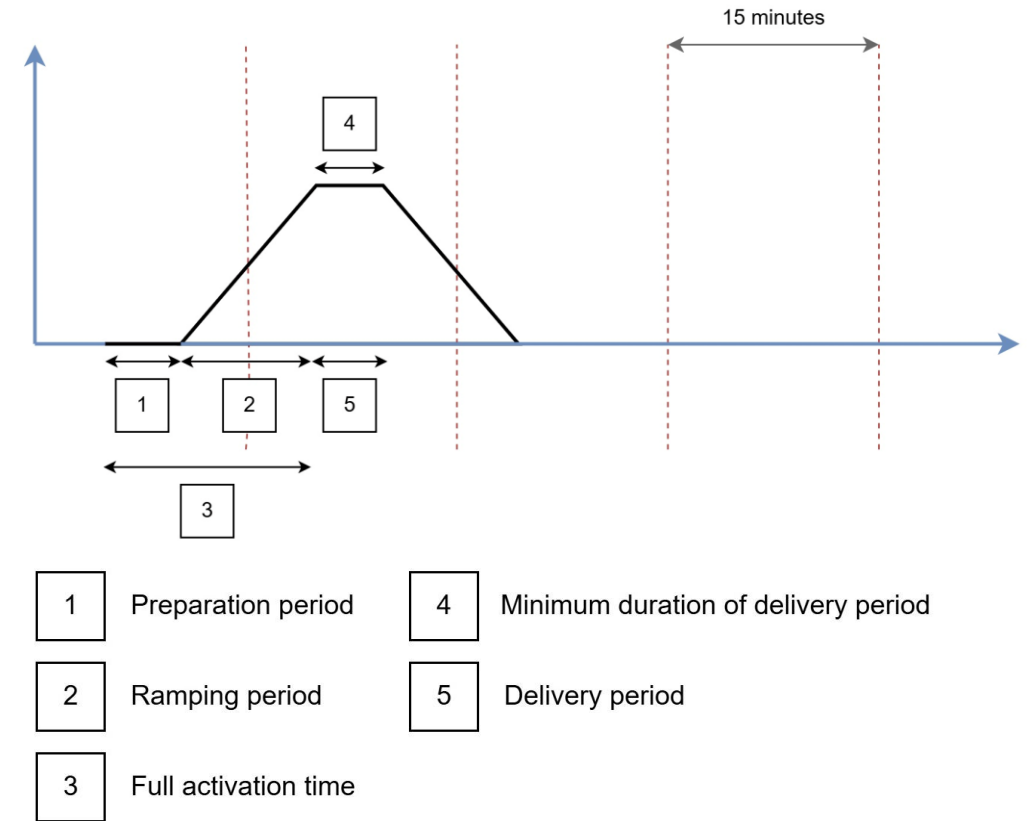 15 minutes
4
1
2
5
3
1 Preparation period
4 Minimum duration of delivery period
2 Ramping period
5 Delivery period
3 Full activation time